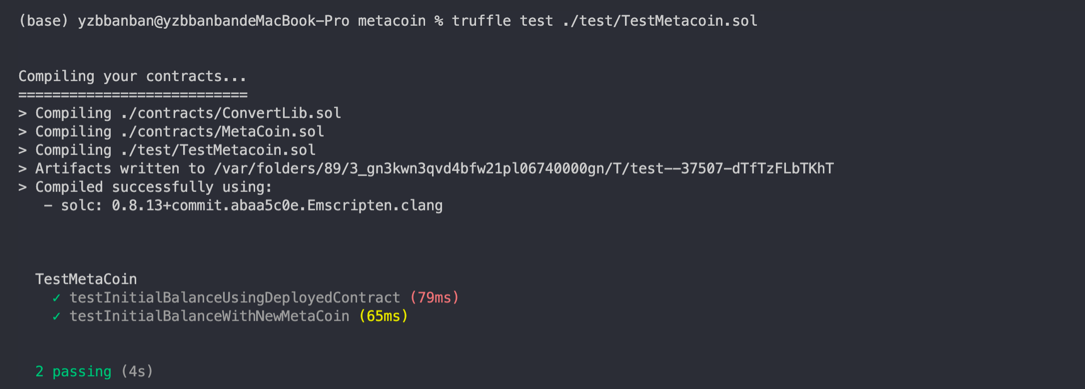 (base) yzbbanban@yzbbanbandeMacBook-Pro metacoin % truffle test ./test/TestMetacoin.sol
Compiling your contracts...
===========================
> Compiling ./contracts/ConvertLib.sol
> Compiling ./contracts/MetaCoin.sol
> Compiling ./test/TestMetacoin.sol
> Artifacts written to /var/folders/89/3_gn3kwn3qvd4bfw21pl06740000gn/T/test--37507-dTfTzFLbTKhT
> Compiled successfully using:
- solc: 0.8.13+commit.abaa5c0e.Emscripten.clang
TestMetaCoin
✓ testInitialBalanceUsingDeployedContract (79ms)
✓ testInitialBalanceWithNewMetaCoin (65ms)
2 passing (4s)